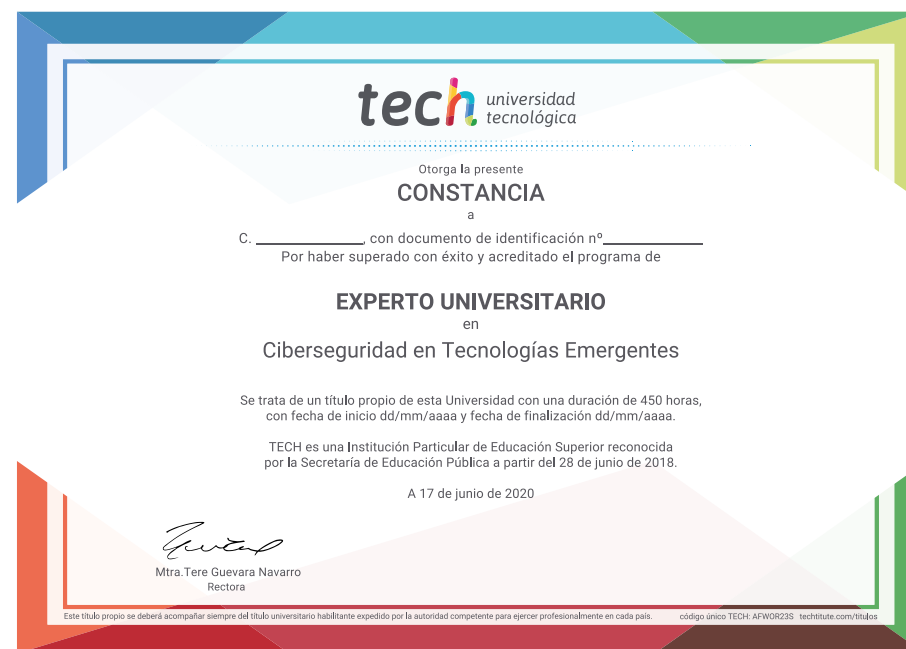 tech universidad
tecnológica
Otorga la presente
CONSTANCIA
a
C. ____________, con documento de identificación nº____________
Por haber superado con éxito y acreditado el programa de
EXPERTO UNIVERSITARIO
en
Ciberseguridad en Tecnologías Emergentes
Se trata de un título propio de esta Universidad con una duración de 450 horas,
con fecha de inicio dd/mm/aaaa y fecha de finalización dd/mm/aaaa.
TECH es una Institución Particular de Educación Superior reconocida
por la Secretaría de Educación Pública a partir del 28 de junio de 2018.
A 17 de junio de 2020
Mtra.Tere Guevara Navarro
Rectora
Este título propio se deberá acompañar siempre del título universitario habilitante expedido por la autoridad competente para ejercer profesionalmente en cada país. código único TECH: AFWOR23S techtitute.com/titulos